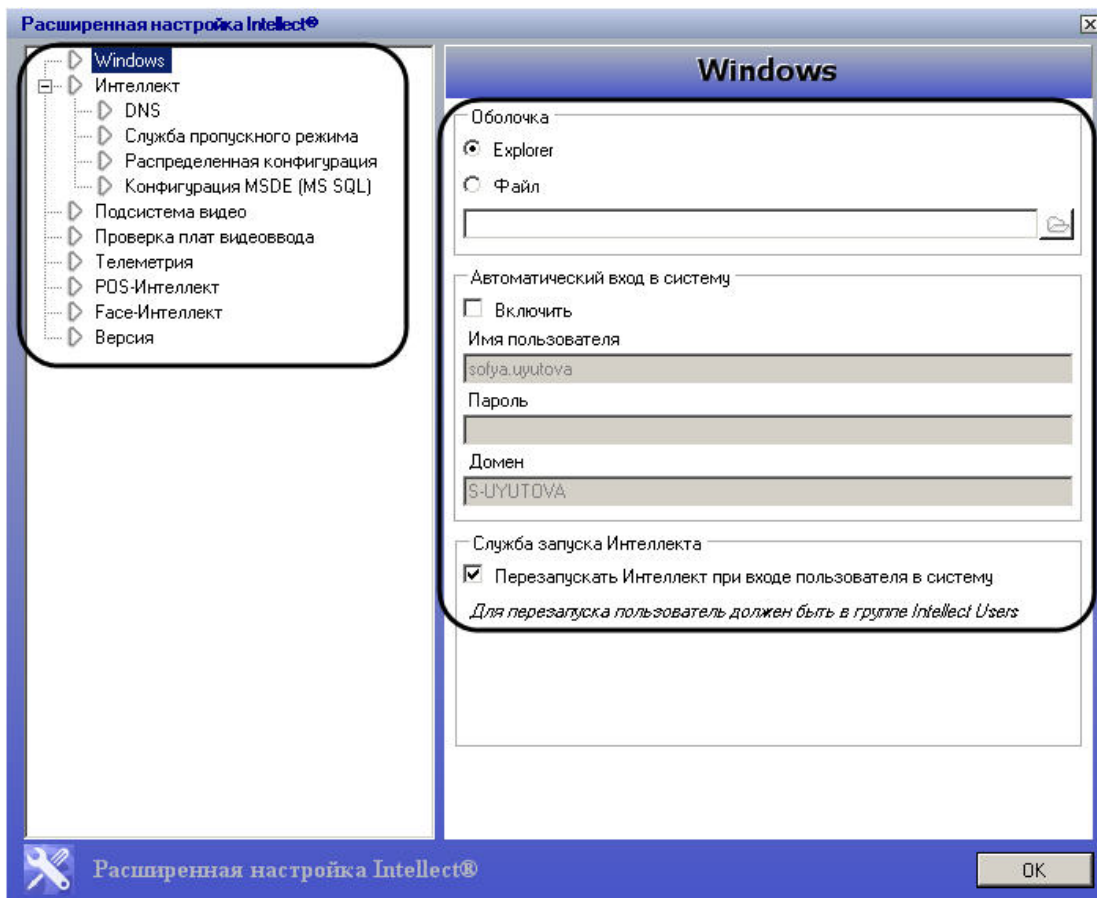 Расширенная настройка Intellect®
Windows
Интеллект
DNS
Служба пропускного режима
Распределенная конфигурация
Конфигурация MSDE (MS SQL)
Подсистема видео
Проверка плат видеоввода
Телеметрия
POS-Интеллект
Face-Интеллект
Версия
Windows
Оболочка
Explorer
Файл
Автоматический вход в систему
Включить
Имя пользователя
sofya.uyutova
Пароль
Домен
S-UYUTOVA
Служба запуска Интеллекта
Перезапускать Интеллект при входе пользователя в систему
Для перезапуска пользователь должен быть в группе Intellect Users
Расширенная настройка Intellect®
OK